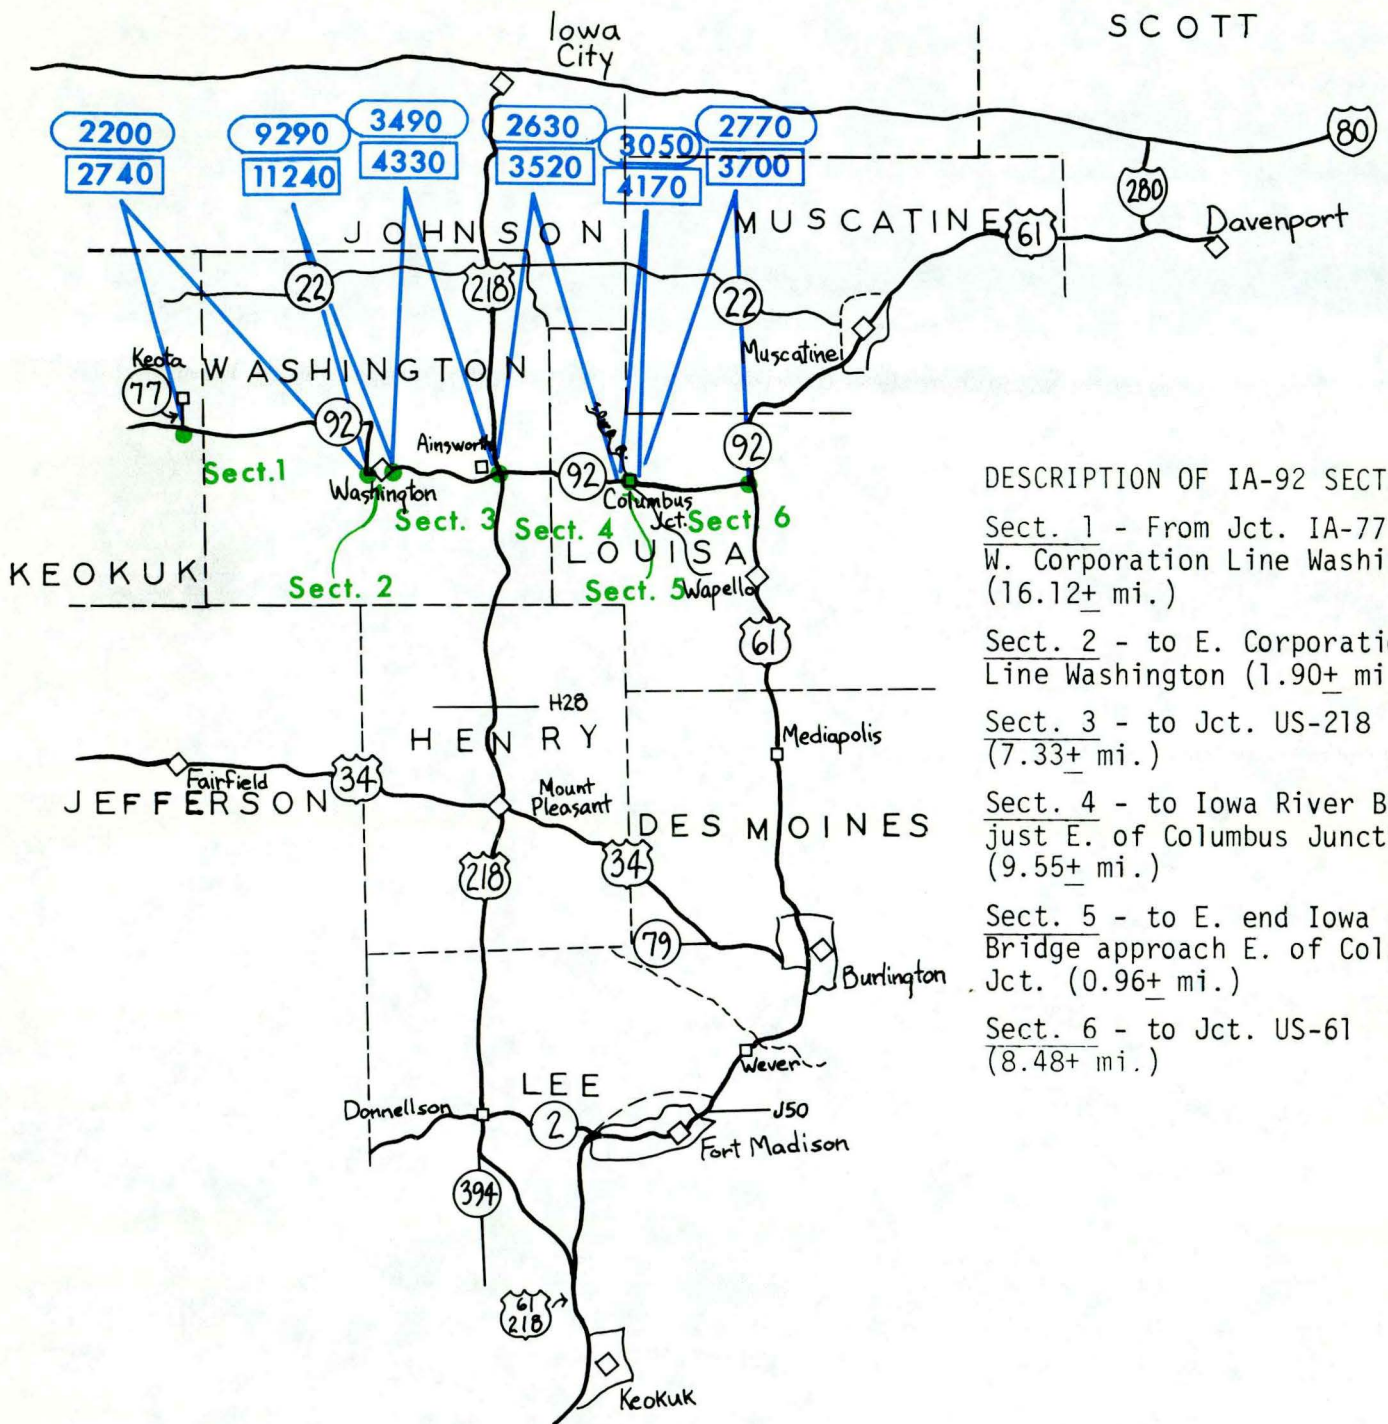 Iowa
City
SCOTT
80
2200
2740
9290
11240
3490
4330
2630
3520
3050
4170
2770
3700
280
Davenport
JOHNSON
MUSCATINE
61
22
218
22
Muscatine
Keota
77
WASHINGTON
92
Ainsworth
92
92
Sect.1
Washington
Sect. 3
Sect. 4
Columbus
Jct.
Sect. 6
Sect. 2
LOUISA
Sect. 5
Wapello
KEOKUK
61
H28
HENRY
Mediapolis
Fairfield
34
Mount
Pleasant
JEFFERSON
DES MOINES
34
218
79
Burlington
Wever
LEE
Donnellson
2
J50
Fort Madison
394
61
218
Keokuk
DESCRIPTION OF IA-92 SECT
Sect. 1 - From Jct. IA-77
W. Corporation Line Washi
(16.12± mi.)
Sect. 2 - to E. Corporati
Line Washington (1.90± mi
Sect. 3 - to Jct. US-218
(7.33± mi.)
Sect. 4 - to Iowa River B
just E. of Columbus Junct
(9.55± mi.)
Sect. 5 - to E. end Iowa
Bridge approach E. of Col
Jct. (0.96± mi.)
Sect. 6 - to Jct. US-61
(8.48± mi.)